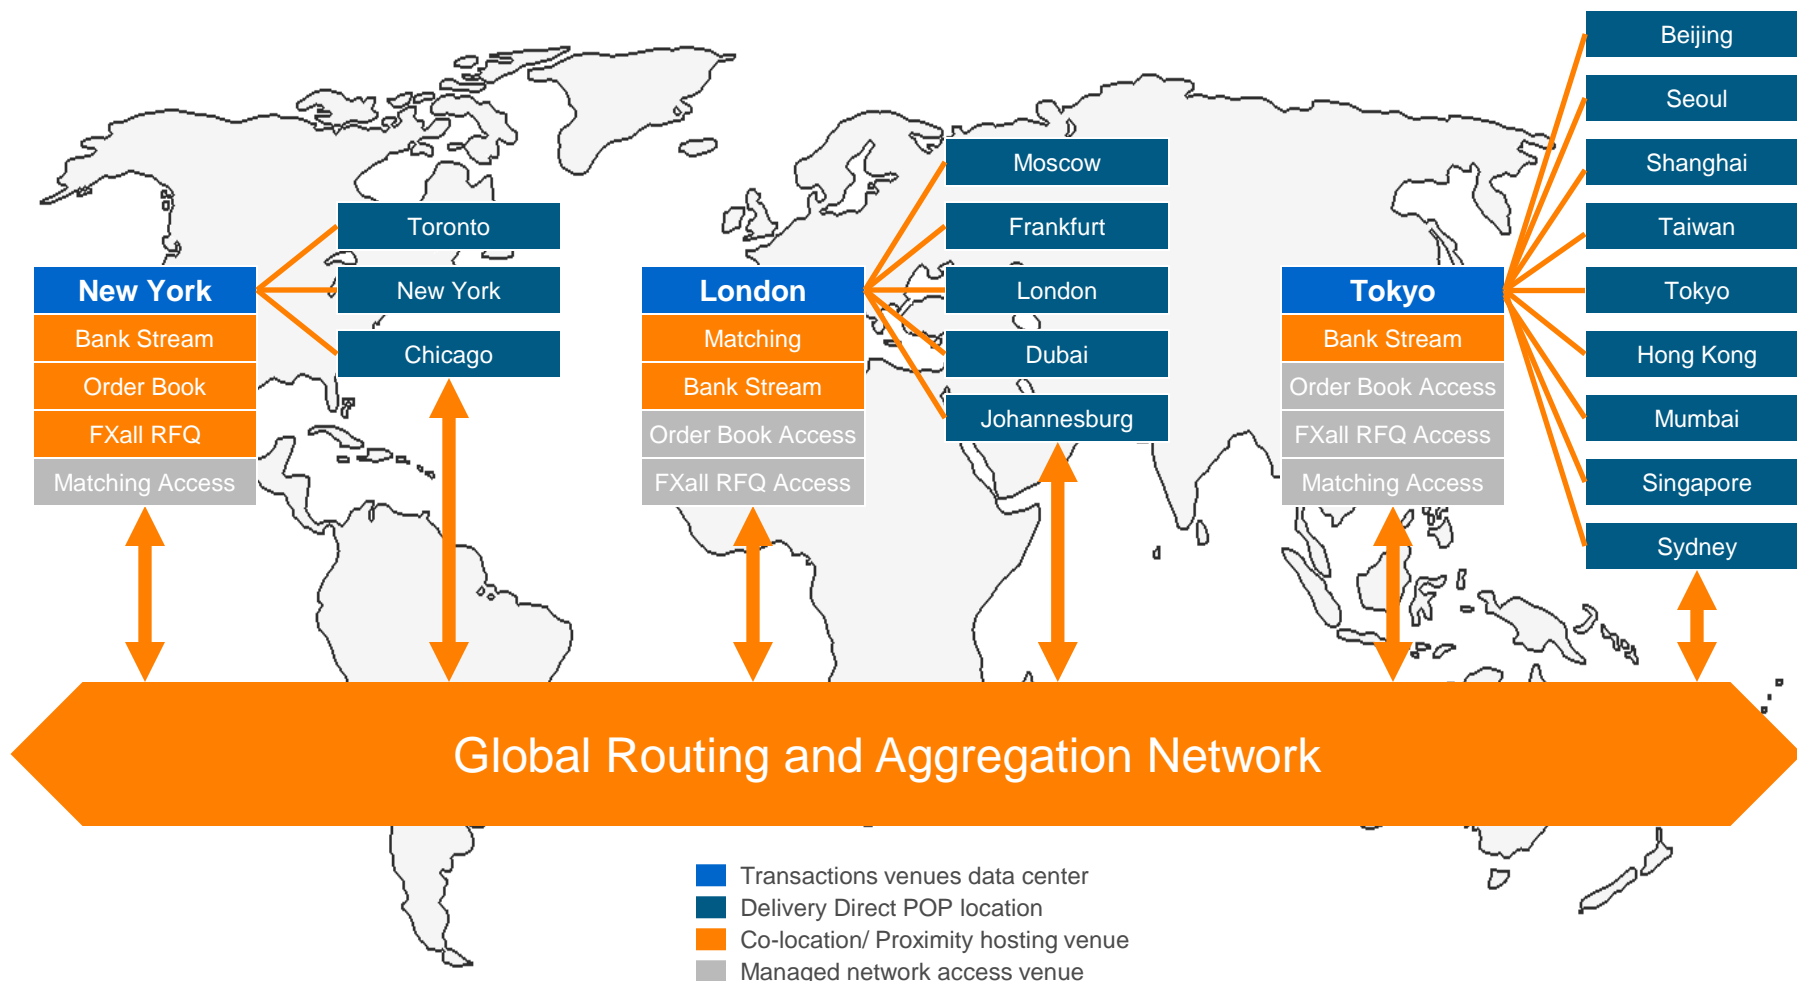 Beijing
Seoul
Shanghai
Taiwan
Tokyo
Hong Kong
Mumbai
Singapore
Sydney
Moscow
Frankfurt
London
Dubai
Johannesburg
Toronto
New York
Chicago
New York
Bank Stream
Order Book
FXall RFQ
Matching Access
London
Matching
Bank Stream
Order Book Access
FXall RFQ Access
Tokyo
Bank Stream
Order Book Access
FXall RFQ Access
Matching Access
Global Routing and Aggregation Network
Transactions venues data center
Delivery Direct POP location
Co-location/ Proximity hosting venue
Managed network access venue